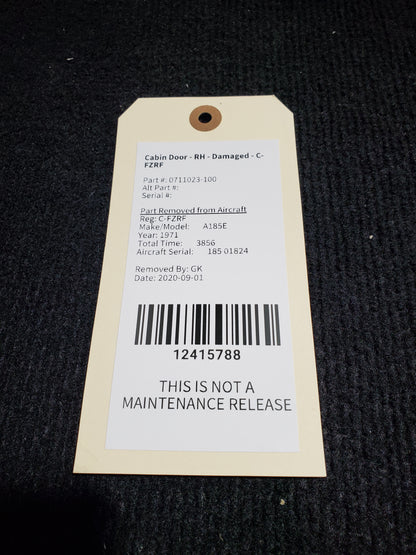 Cabin Door - RH - Damaged - C-
FZRF
Part #: 0711023-100
Alt Part #:
Serial #:
Part Removed from Aircraft
Reg: C-FZRF
Make/Model: A185E
Year: 1971
Total Time: 3856
Aircraft Serial: 185 01824
Removed By: GK
Date: 2020-09-01
12415788
THIS IS NOT A
MAINTENANCE RELEASE